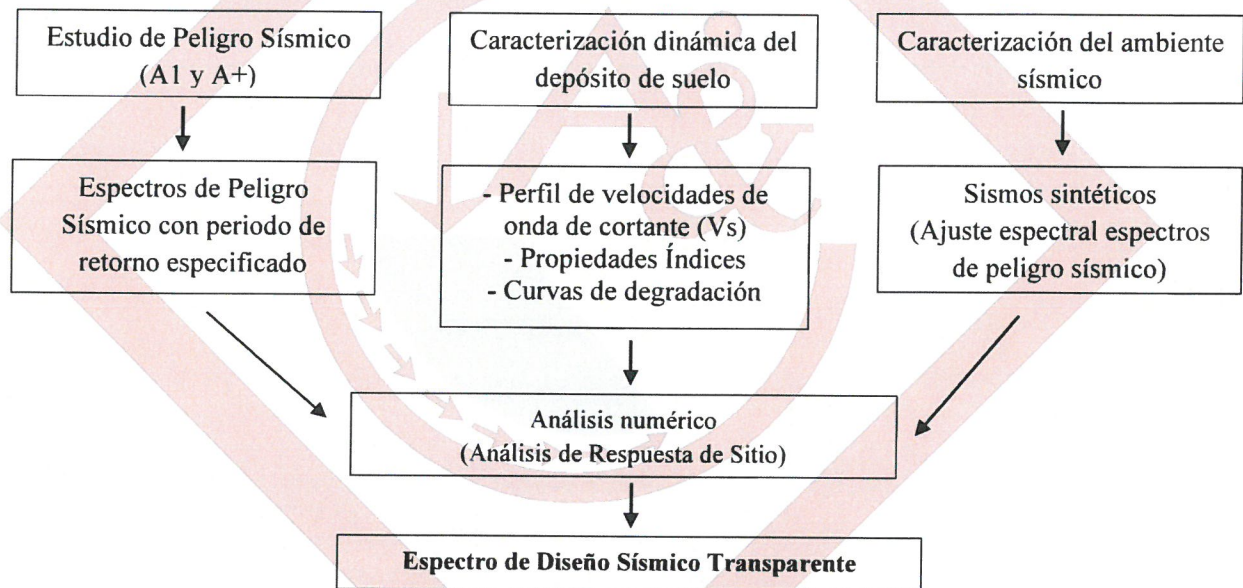 Estudio de Peligro Sísmico
(A1 y A+)
Caracterización dinámica del
depósito de suelo
Caracterización del ambiente
sísmico
Espectros de Peligro
Sísmico con periodo de
retorno especificado
- Perfil de velocidades de
onda de cortante (Vs)
- Propiedades Índices
- Curvas de degradación
Sismos sintéticos
(Ajuste espectral espectros
de peligro sísmico)
Análisis numérico
(Análisis de Respuesta de Sitio)
Espectro de Diseño Sísmico Transparente
A&